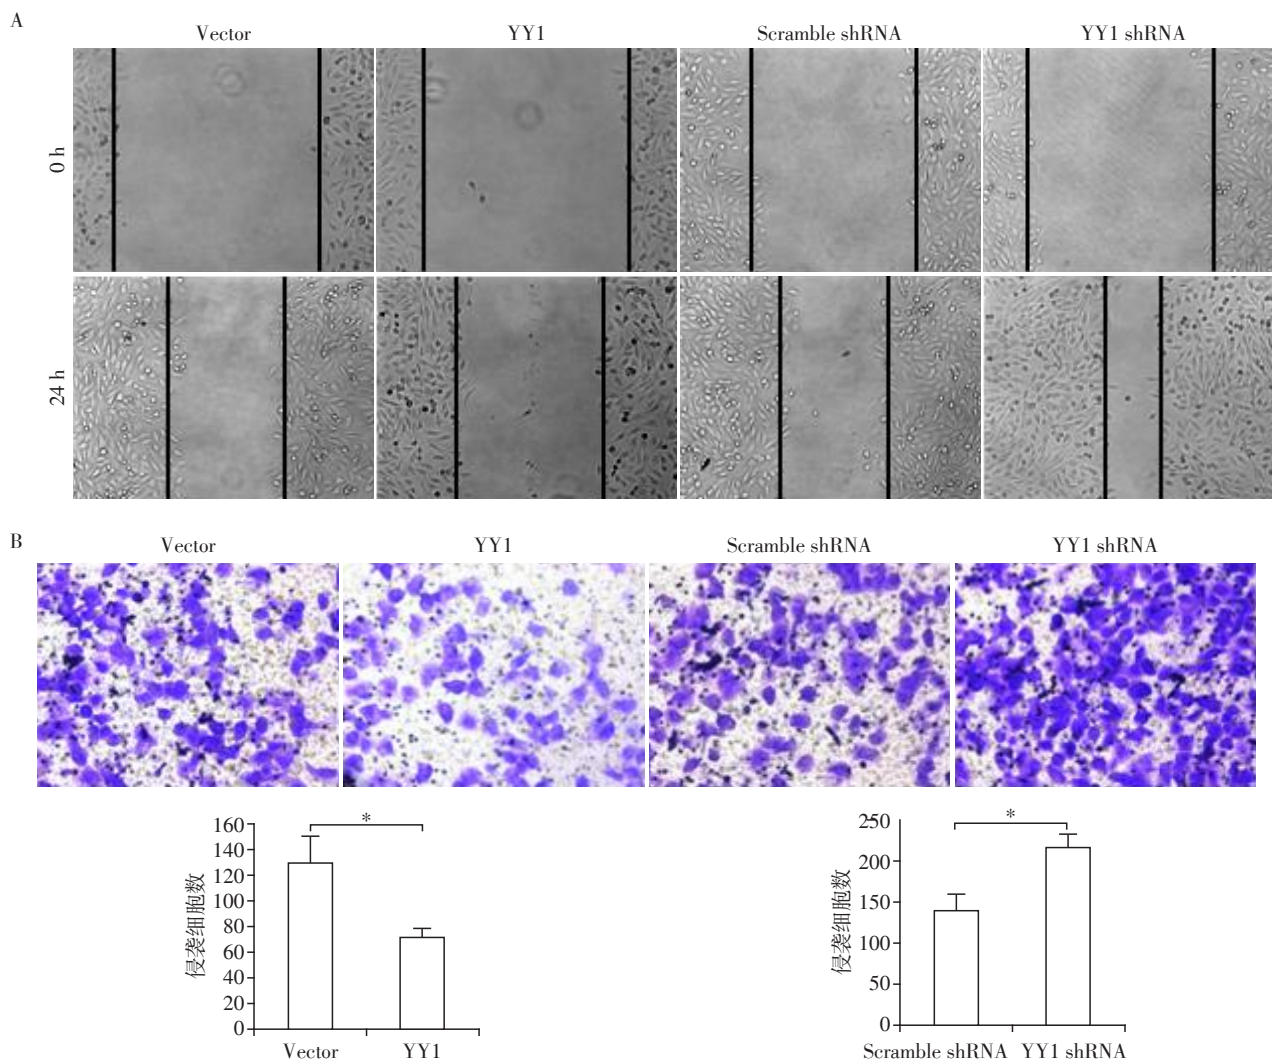 A
Vector YY1 Scramble shRNA YY1 shRNA
0 h
24 h
B
Vector YY1 Scramble shRNA YY1 shRNA
160
140
120
100
80
60
40
20
0
侵袭细胞数
*
Vector YY1
250
200
150
100
50
0
侵袭细胞数
*
Scramble shRNA YY1 shRNA